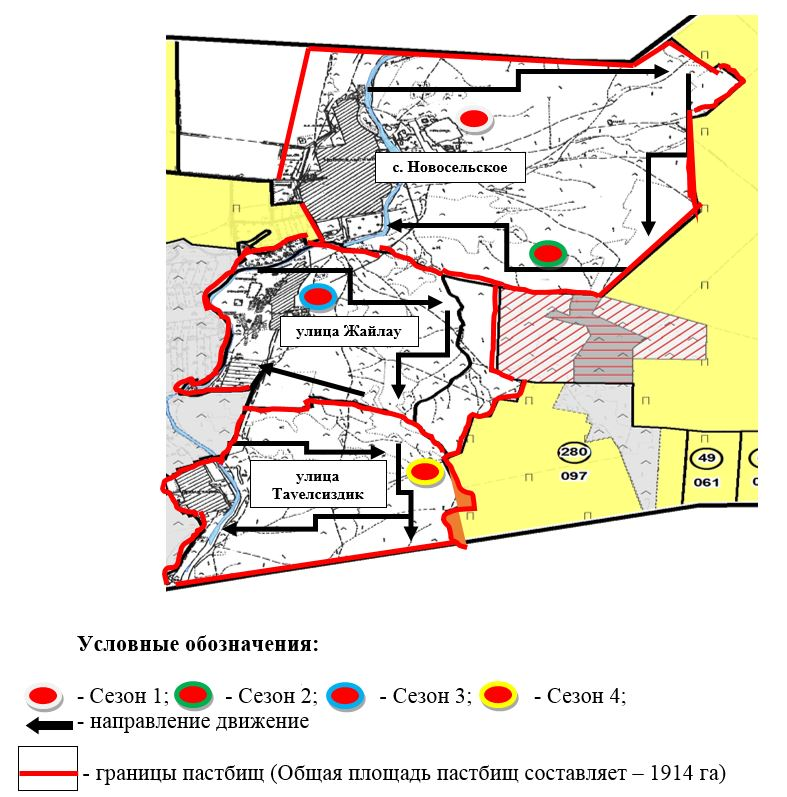 с. Новосельское
улица Жайлау
улица
Тауелсиздик
280
097
49
061
Условные обозначения:
- Сезон 1; - Сезон 2; - Сезон 3; - Сезон 4;
- направление движение
- границы пастбищ (Общая площадь пастбищ составляет – 1914 га)